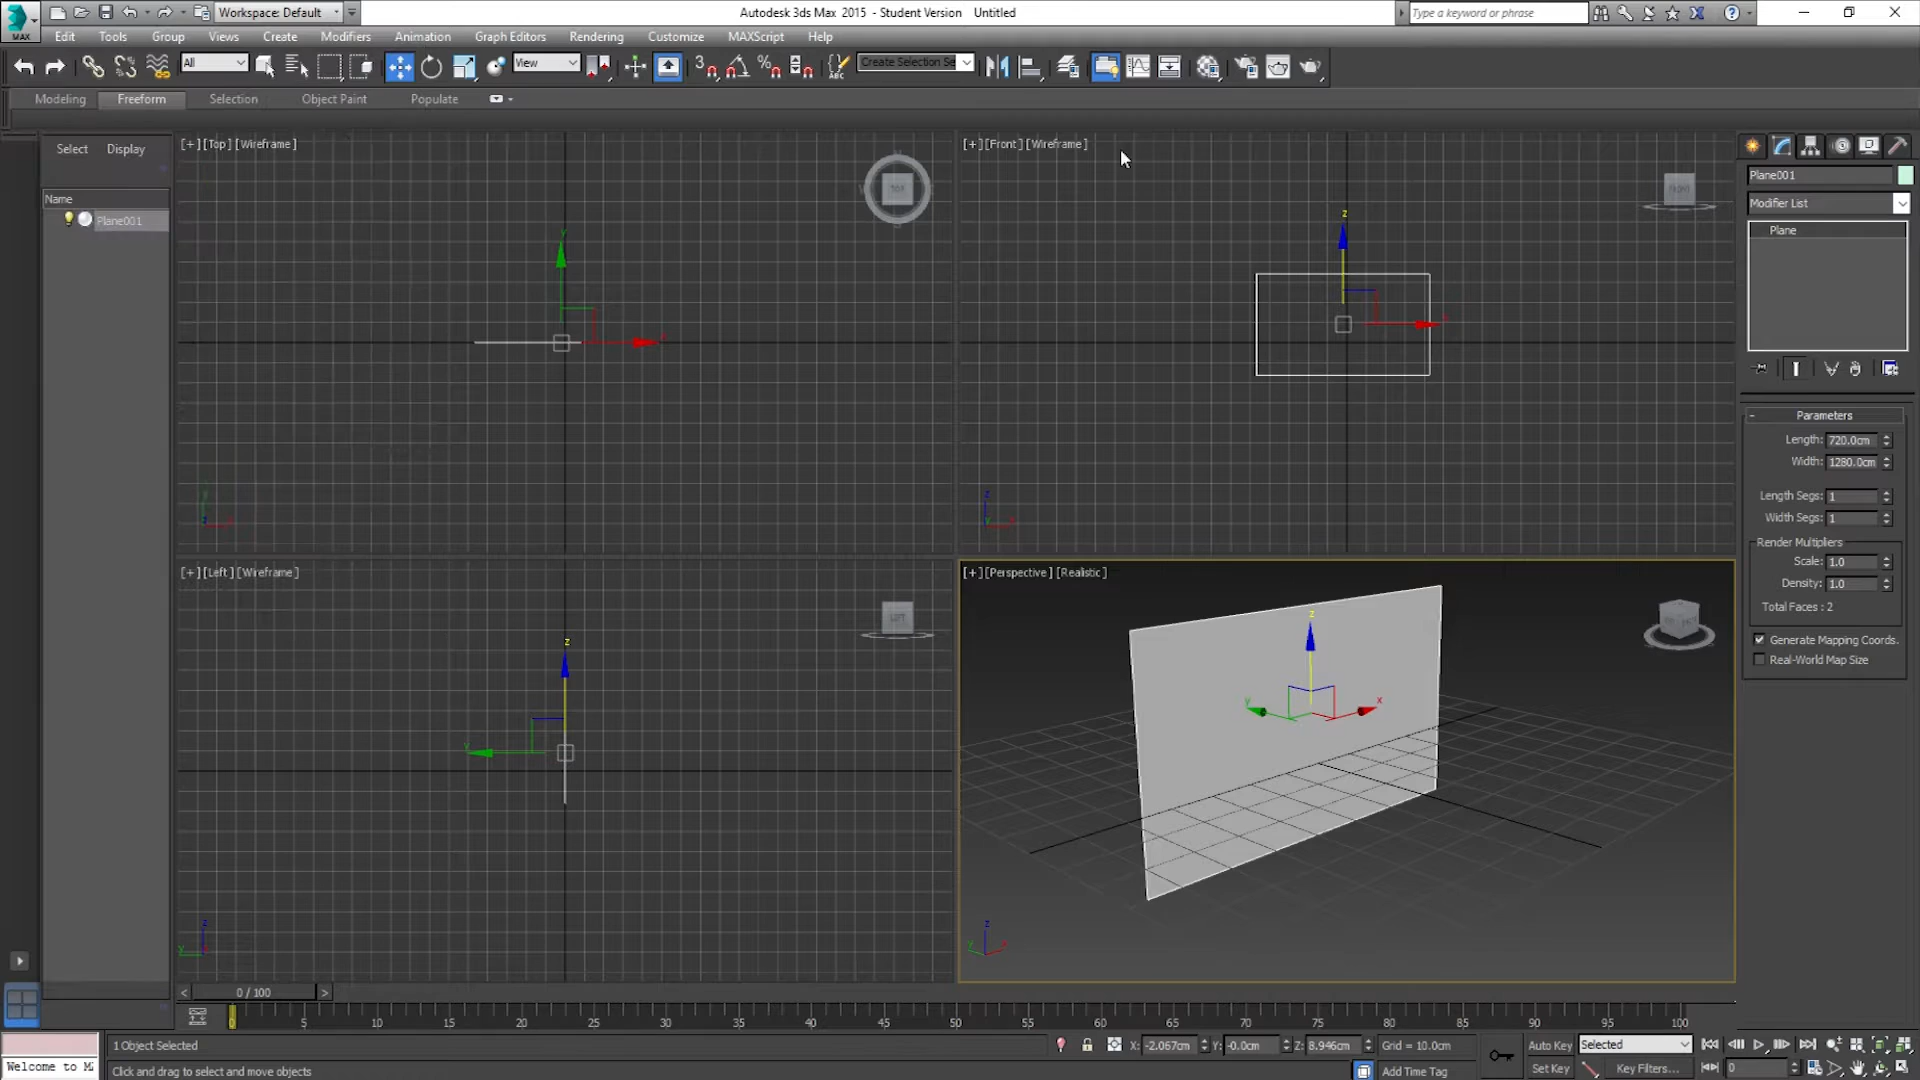 MAX
Workspace: Default
Autodesk 3ds Max 2015 - Student Version Untitled
Type a keyword or phrase
Edit Tools Group Views Create Modifiers Animation Graph Editors Rendering Customize MAXScript Help
All
View
3
%
ABC
Create Selection Se
Modeling Freeform Selection Object Paint Populate
Select Display
Name
Plane001
[+][Top][Wireframe]
TOP
y
x
z
x
[+][Front][Wireframe]
FRONT
z
x
z
x
[+][Left][Wireframe]
LEFT
z
y
z
y
[+][Perspective][Realistic]
z
y
x
z
y
x
Plane001
Modifier List
Plane
- Parameters
Length: 720.0cm
Width: 1280.0cm
Length Segs: 1
Width Segs: 1
Render Multipliers
Scale: 1.0
Density: 1.0
Total Faces : 2
Generate Mapping Coords.
Real-World Map Size
< 0 / 100 >
0 5 10 15 20 25 30 35 40 45 50 55 60 65 70 75 80 85 90 95 100
1 Object Selected
X: -2.067cm Y: -0.0cm Z: 8.946cm Grid = 10.0cm
Auto Key Selected
Welcome to M
Click and drag to select and move objects
Add Time Tag
Set Key Key Filters...
0